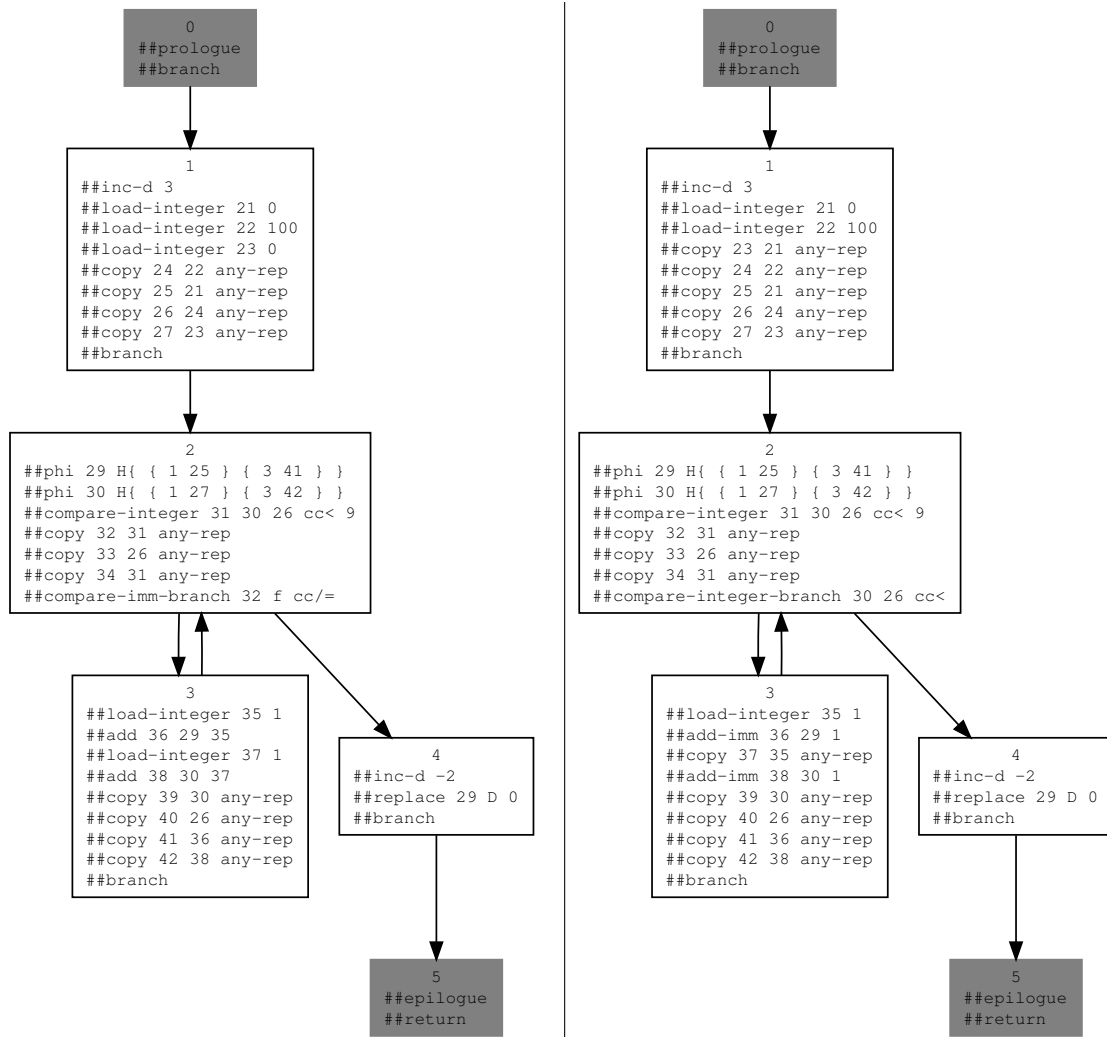 0
##prologue
##branch
1
##inc-d 3
##load-integer 21 0
##load-integer 22 100
##load-integer 23 0
##copy 24 22 any-rep
##copy 25 21 any-rep
##copy 26 24 any-rep
##copy 27 23 any-rep
##branch
2
##phi 29 H{ { 1 25 } { 3 41 } }
##phi 30 H{ { 1 27 } { 3 42 } }
##compare-integer 31 30 26 cc< 9
##copy 32 31 any-rep
##copy 33 26 any-rep
##copy 34 31 any-rep
##compare-imm-branch 32 f cc/=
3
##load-integer 35 1
##add 36 29 35
##load-integer 37 1
##add 38 30 37
##copy 39 30 any-rep
##copy 40 26 any-rep
##copy 41 36 any-rep
##copy 42 38 any-rep
##branch
4
##inc-d -2
##replace 29 D 0
##branch
5
##epilogue
##return
0
##prologue
##branch
1
##inc-d 3
##load-integer 21 0
##load-integer 22 100
##copy 23 21 any-rep
##copy 24 22 any-rep
##copy 25 21 any-rep
##copy 26 24 any-rep
##copy 27 23 any-rep
##branch
2
##phi 29 H{ { 1 25 } { 3 41 } }
##phi 30 H{ { 1 27 } { 3 42 } }
##compare-integer 31 30 26 cc< 9
##copy 32 31 any-rep
##copy 33 26 any-rep
##copy 34 31 any-rep
##compare-integer-branch 30 26 cc<
3
##load-integer 35 1
##add-imm 36 29 1
##copy 37 35 any-rep
##add-imm 38 30 1
##copy 39 30 any-rep
##copy 40 26 any-rep
##copy 41 36 any-rep
##copy 42 38 any-rep
##branch
4
##inc-d -2
##replace 29 D 0
##branch
5
##epilogue
##return